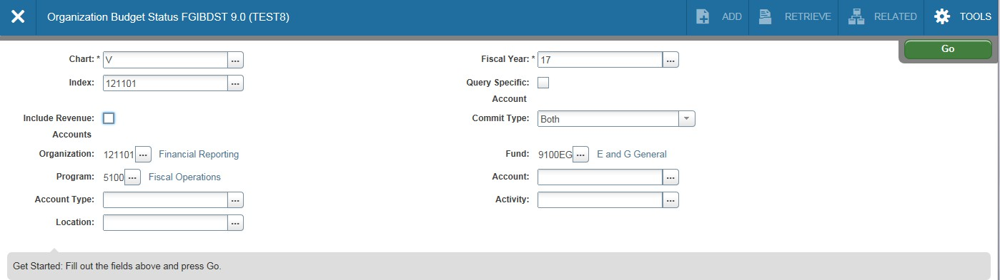 Organization Budget Status FGIBDST 9.0 (TEST8) ADD RETRIEVE RELATED TOOLS
Go
Chart: * V ... Fiscal Year: * 17 ...
Index: 121101 ... Query Specific:
Account
Include Revenue: Commit Type: Both
Accounts
Organization: 121101 ... Financial Reporting Fund: 9100EG ... E and G General
Program: 5100 ... Fiscal Operations Account: ...
Account Type: ... Activity: ...
Location: ...
Get Started: Fill out the fields above and press Go.